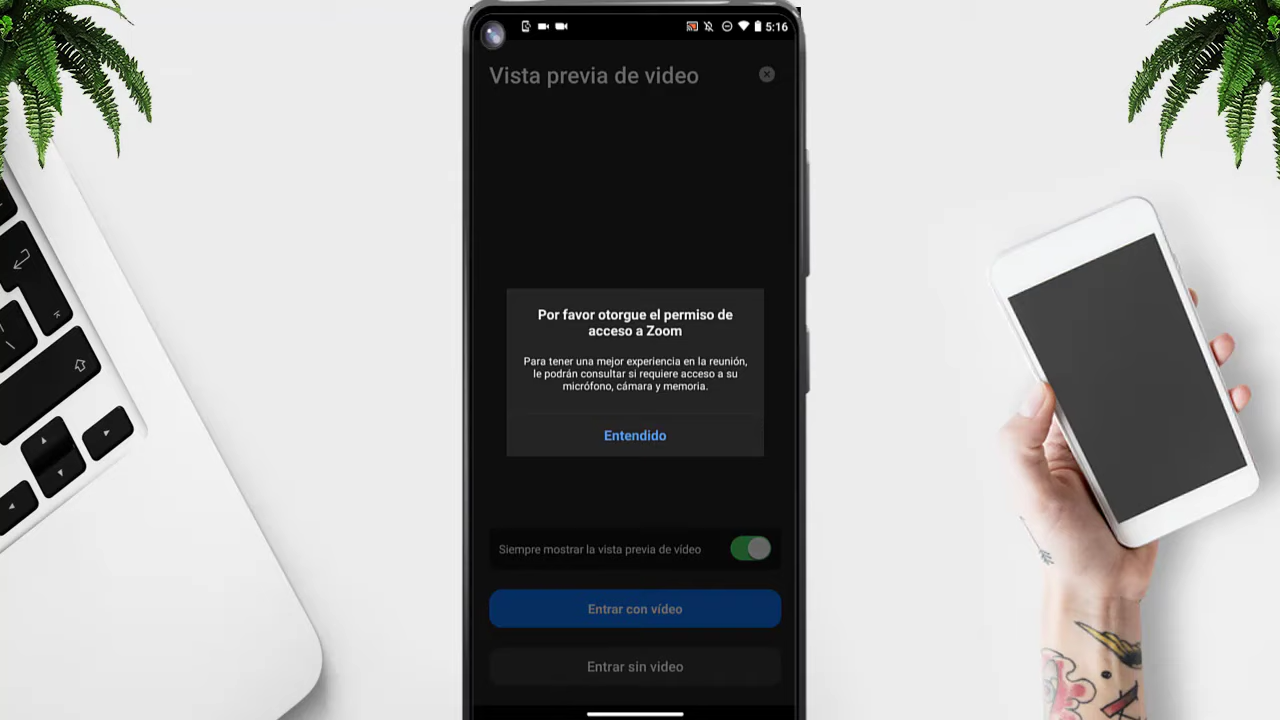 5:16
Vista previa de video
Por favor otorgue el permiso de
acceso a Zoom
Para tener una mejor experiencia en la reunión,
le podrán consultar si requiere acceso a su
micrófono, cámara y memoria.
Entendido
Siempre mostrar la vista previa de vídeo
Entrar con vídeo
Entrar sin video